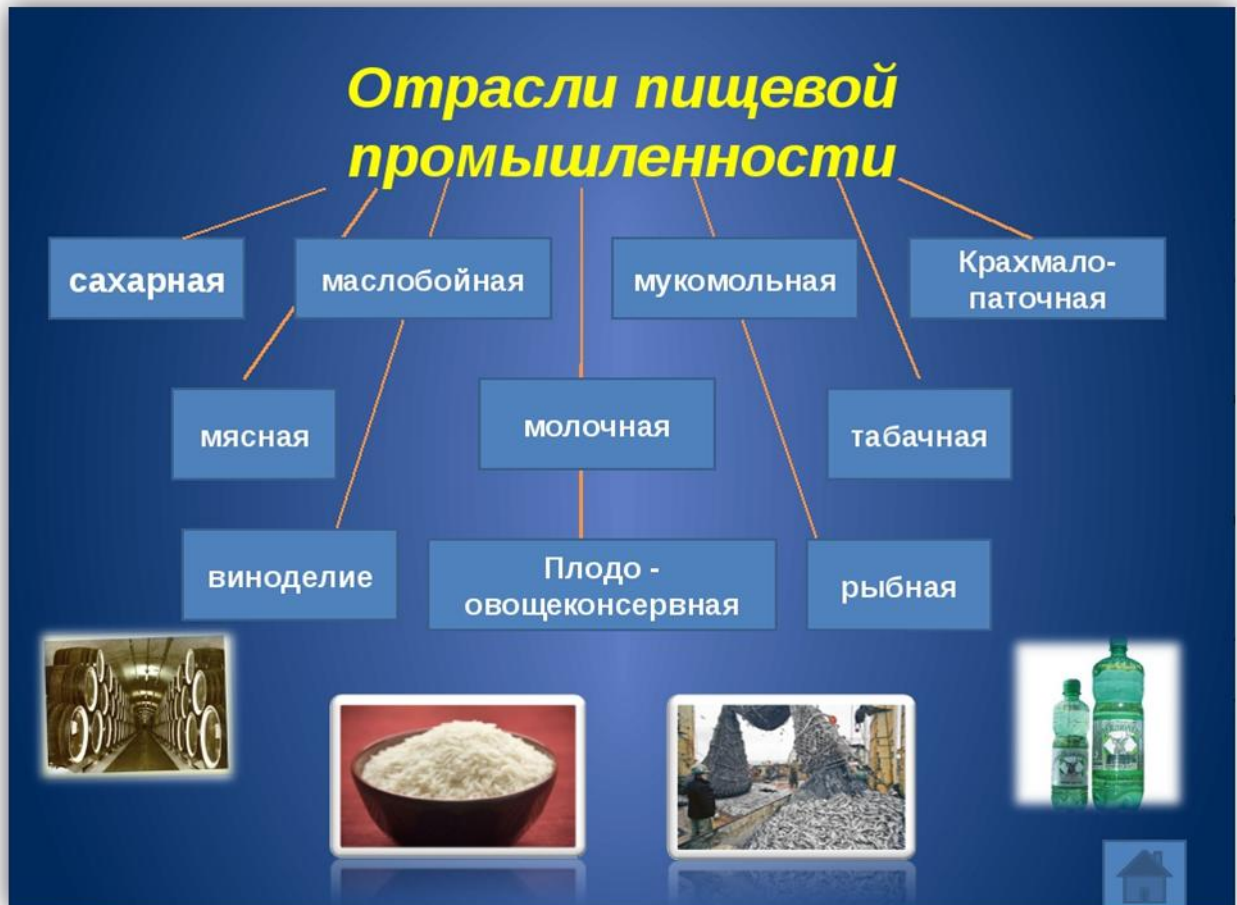 Отрасли пищевой
промышленности
сахарная
маслобойная
мукомольная
Крахмало-
паточная
мясная
молочная
табачная
виноделие
Плодо -
овощеконсервная
рыбная